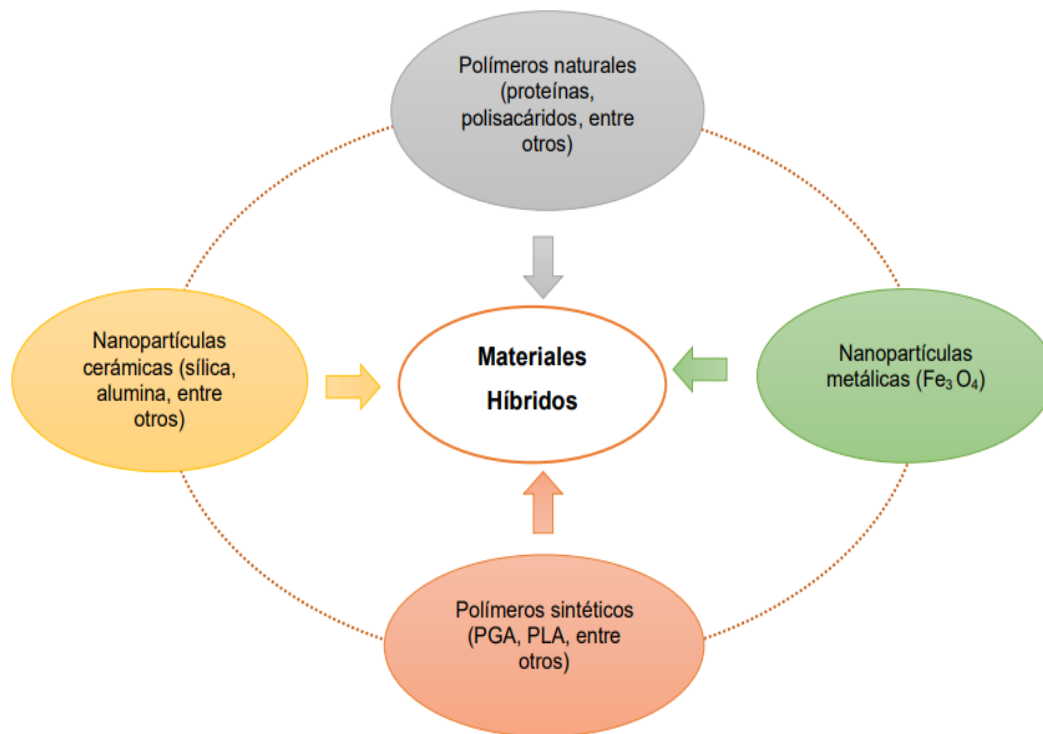 Polímeros naturales
(proteínas,
polisacáridos, entre
otros)
Nanopartículas
cerámicas (sílica,
alumina, entre
otros)
Materiales
Híbridos
Nanopartículas
metálicas (Fe₃ O₄)
Polímeros sintéticos
(PGA, PLA, entre
otros)